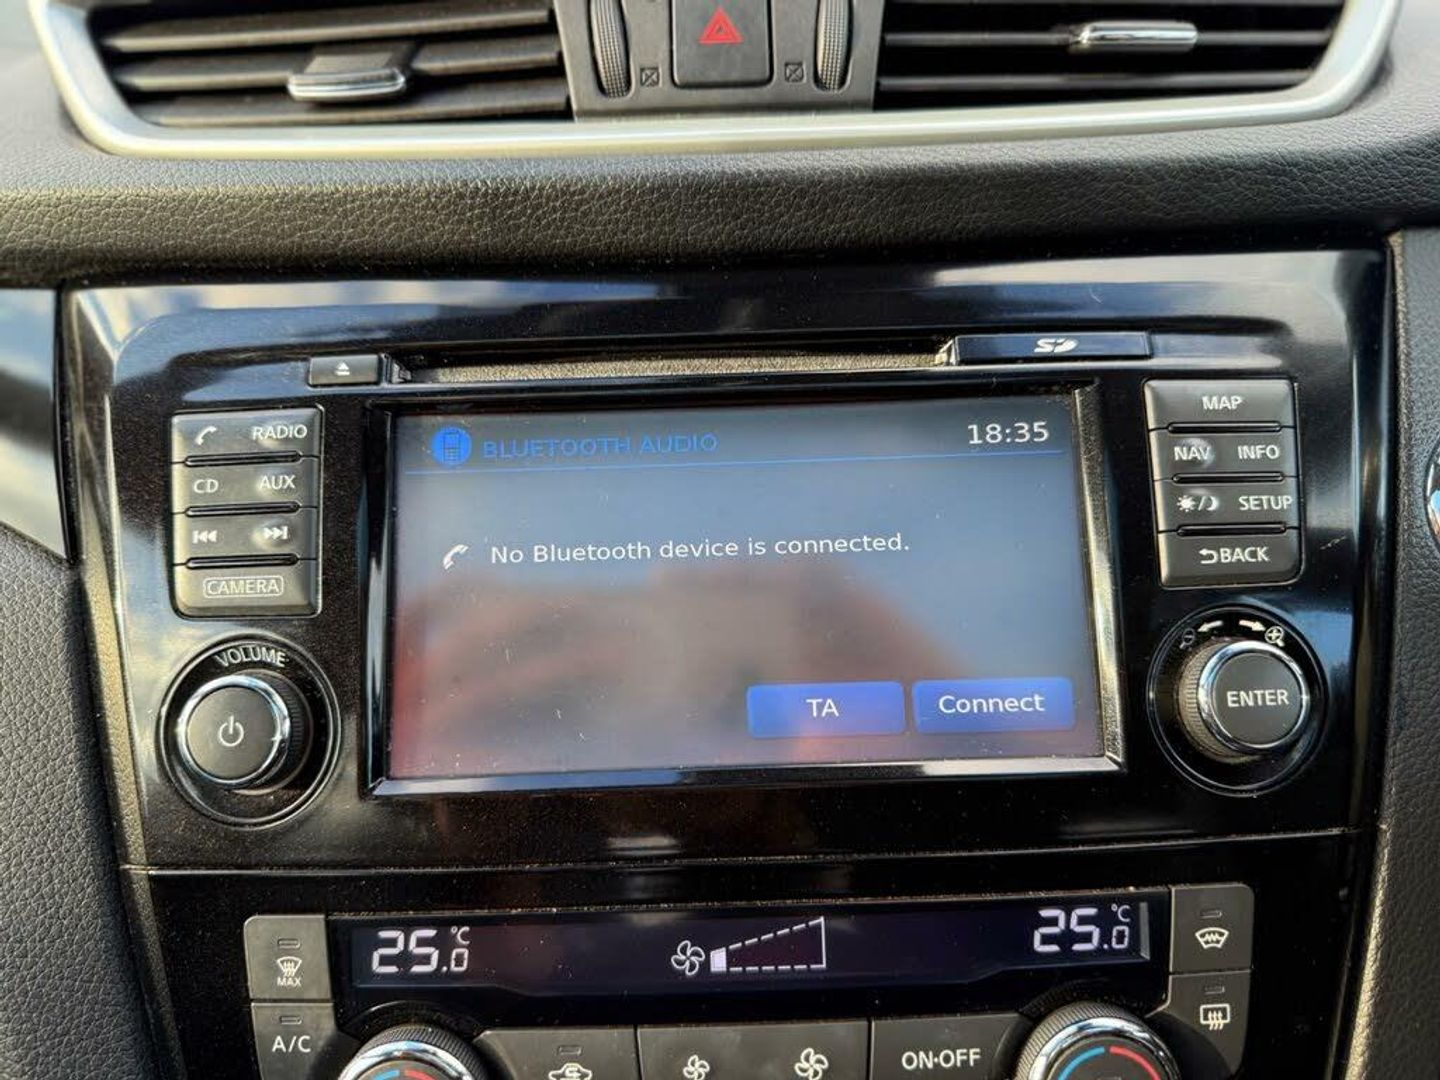 SD
RADIO
CD AUX
CAMERA
VOLUME
BLUETOOTH AUDIO 18:35
No Bluetooth device is connected.
TA Connect
MAP
NAV INFO
SETUP
BACK
ENTER
25.0 °C
25.0 °C
MAX
A/C
ON·OFF